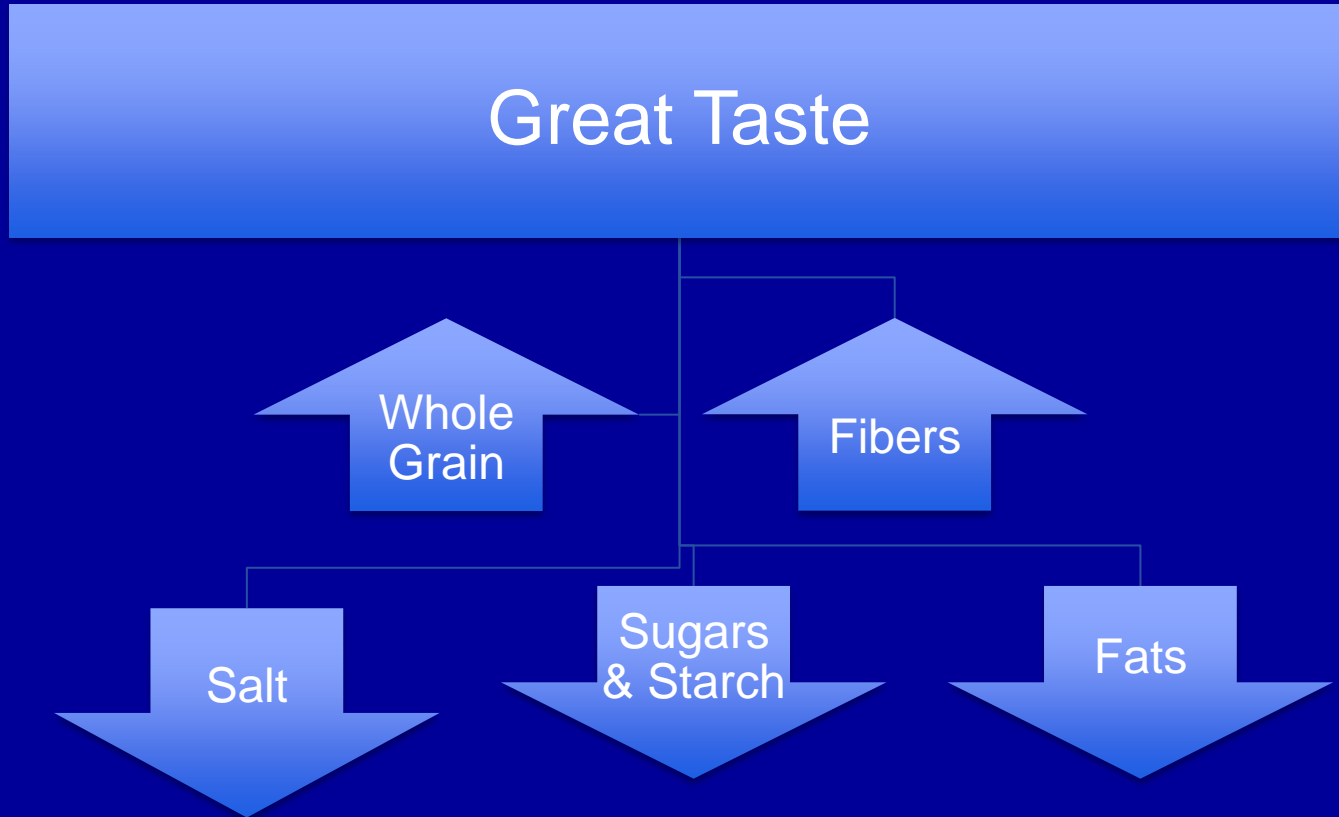 Great Taste
Whole
Grain
Fibers
Salt
Sugars
& Starch
Fats